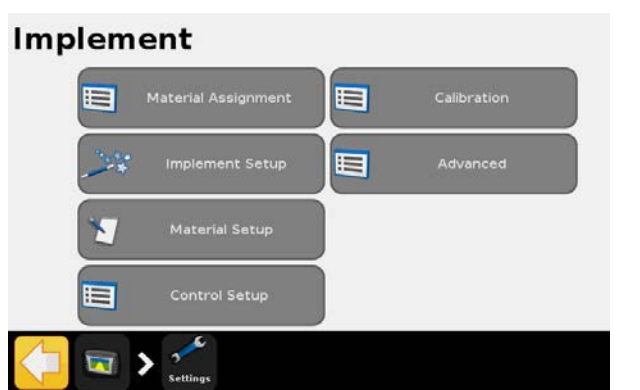 Implement
Material Assignment
Calibration
Implement Setup
Advanced
Material Setup
Control Setup
Settings